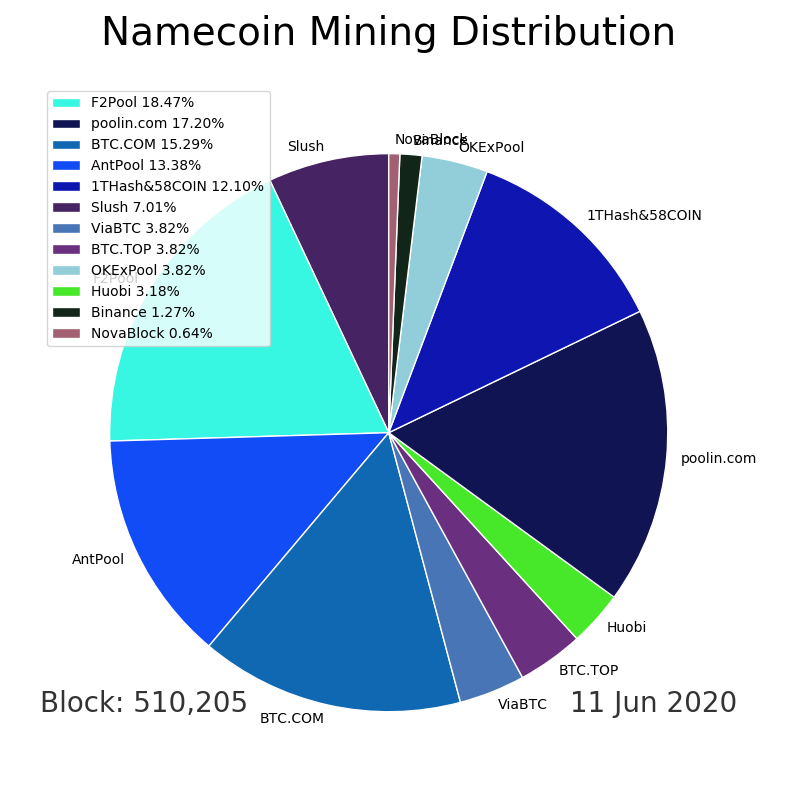 Namecoin Mining Distribution
F2Pool 18.47%
poolin.com 17.20%
BTC.COM 15.29%
AntPool 13.38%
1THash&58COIN 12.10%
Slush 7.01%
ViaBTC 3.82%
BTC.TOP 3.82%
OKExPool 3.82%
Huobi 3.18%
Binance 1.27%
NovaBlock 0.64%
Slush
NovaBlock
Binance
OKExPool
1THash&58COIN
F2Pool
poolin.com
AntPool
Huobi
BTC.TOP
ViaBTC
BTC.COM
Block: 510,205
11 Jun 2020